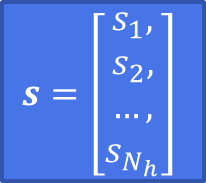 s₁,
s₂,
s = [
...,
s_{N_h}
]